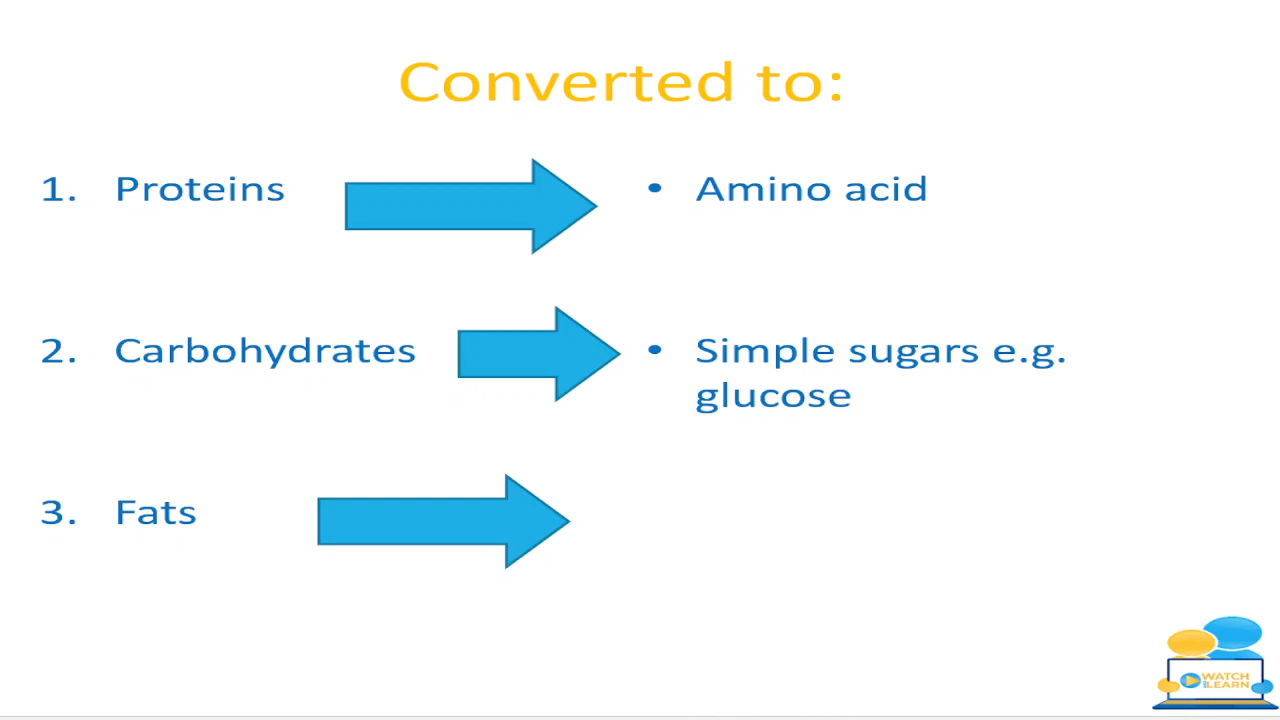 Converted to:
1. Proteins
• Amino acid
2. Carbohydrates
• Simple sugars e.g.
glucose
3. Fats
WATCH
LEARN